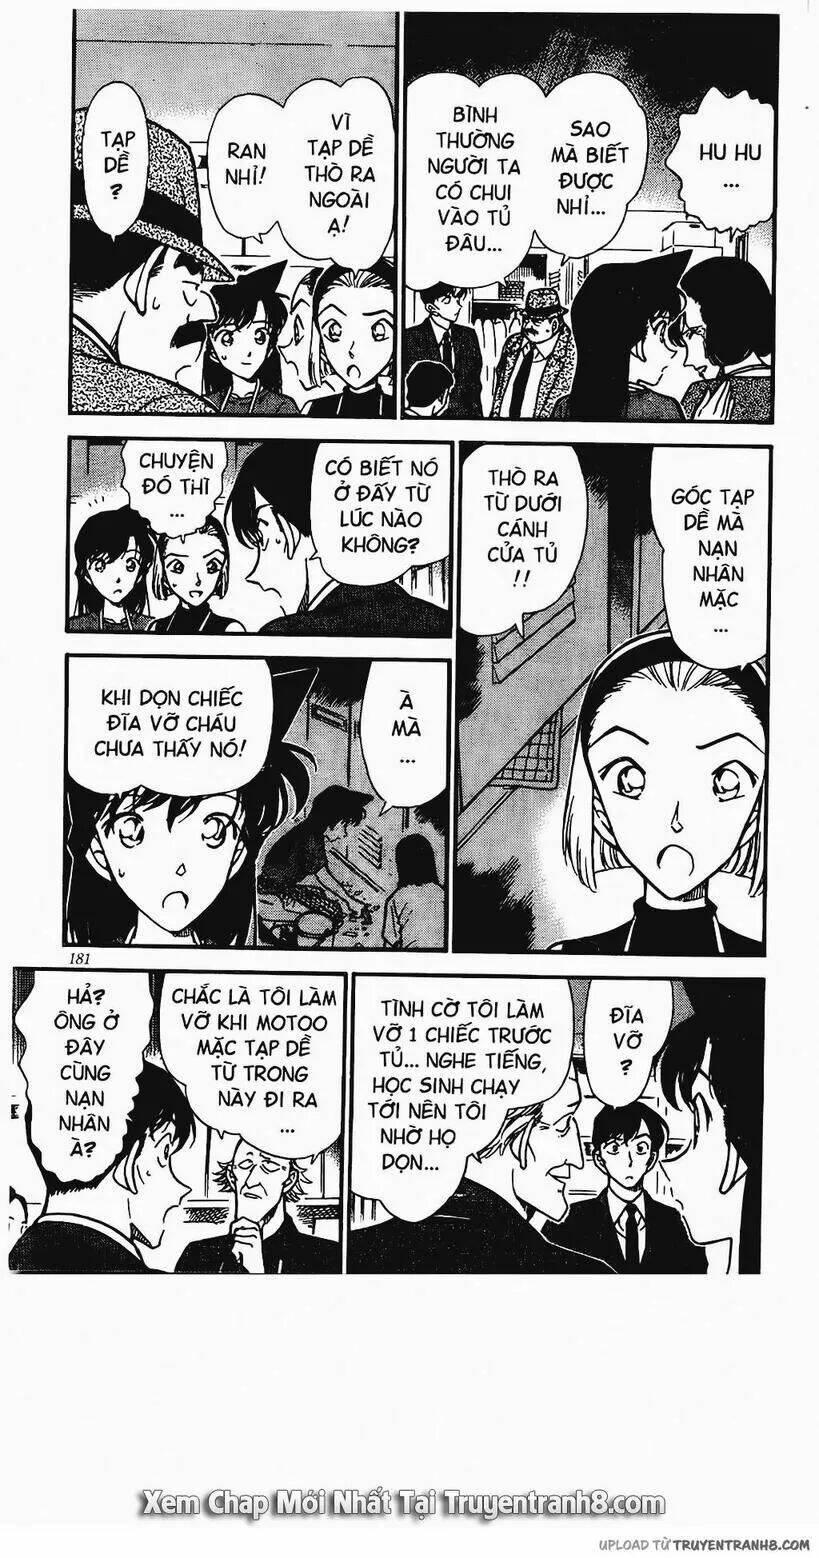 HU HU
...
SAO
MÀ BIẾT
ĐƯỢC
NHỈ...
BÌNH
THƯỜNG
NGƯỜI TA
CÓ CHUI
VÀO TỦ
ĐÂU...
VÌ
TẠP DỀ
THÒ RA
NGOÀI
Ạ!
RAN
NHỈ!
TẠP
DỀ
?
GÓC TẠP
DỀ MÀ
NẠN
NHÂN
MẶC
...
THÒ RA
TỪ DƯỚI
CÁNH
CỬA TỦ
!!
CÓ BIẾT NÓ
Ở ĐẤY TỪ
LÚC NÀO
KHÔNG?
CHUYỆN
ĐÓ THÌ
...
À
MÀ
...
KHI DỌN CHIẾC
ĐĨA VỠ CHÁU
CHƯA THẤY NÓ!
181
ĐĨA
VỠ
?
TÌNH CỜ TÔI LÀM
VỠ 1 CHIẾC TRƯỚC
TỦ... NGHE TIẾNG,
HỌC SINH CHẠY
TỚI NÊN TÔI
NHỜ HỌ
DỌN...
CHẮC LÀ TÔI LÀM
VỠ KHI MOTOO
MẶC TẠP DỀ
TỪ TRONG
NÀY ĐI RA
...
HẢ?
ÔNG Ở
ĐÂY
CÙNG
NẠN
NHÂN
À?
Xem Chap Mới Nhất Tại Truyentranh8.com
UPLOAD TỪ TRUYENTRANH8.COM